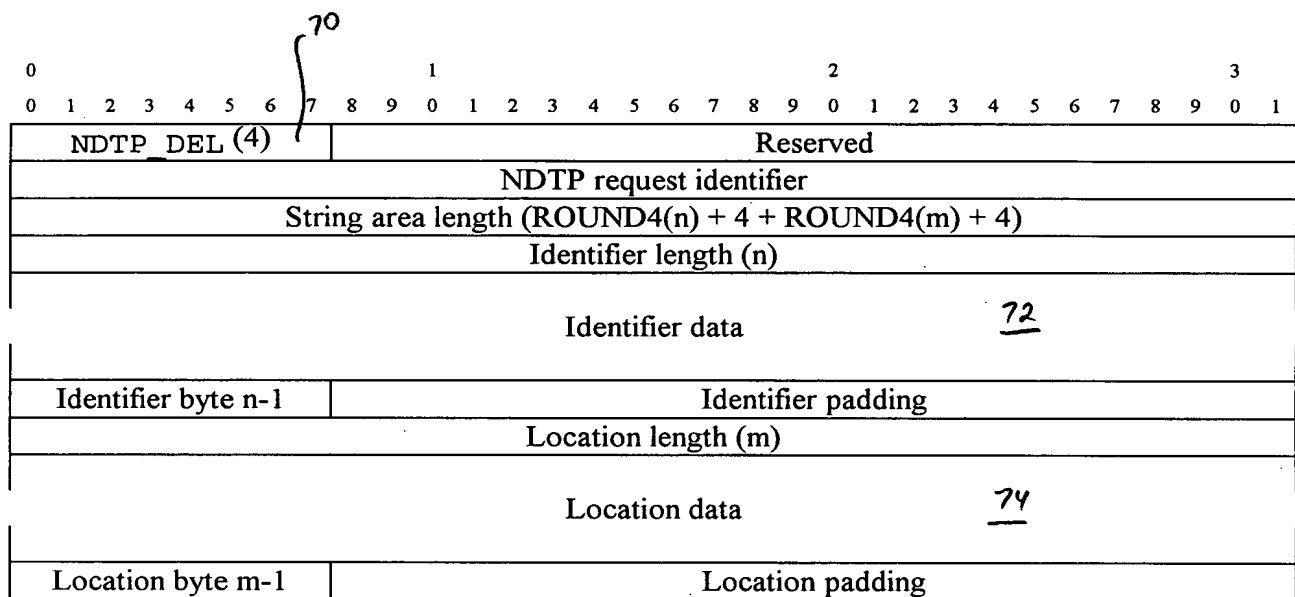 70
0 1 2 3
0 1 2 3 4 5 6 7 8 9 0 1 2 3 4 5 6 7 8 9 0 1 2 3 4 5 6 7 8 9 0 1
NDTP_DEL (4) Reserved
NDTP request identifier
String area length (ROUND4(n) + 4 + ROUND4(m) + 4)
Identifier length (n)
Identifier data 72
Identifier byte n-1 Identifier padding
Location length (m)
Location data 74
Location byte m-1 Location padding